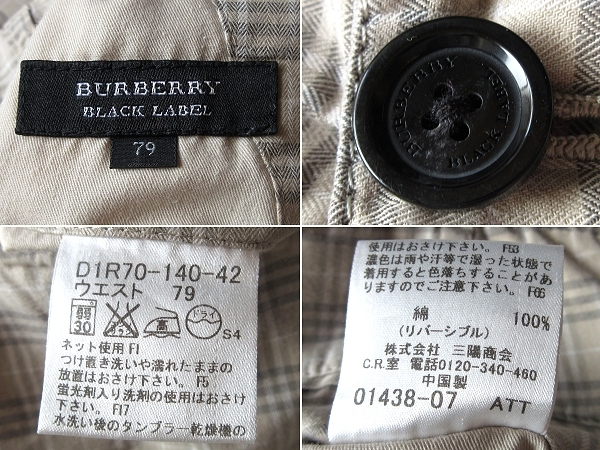 BURBERRY
BLACK LABEL
79
BURBERRY
BLACK LABEL
D1R70-140-42
ウエスト 79
弱
30
高
ドライ
S4
ネット使用 F1
つけ置き洗いや濡れたままの
放置はおさけ下さい。 F5
蛍光剤入り洗剤の使用はおさけ
下さい。 F17
水洗い後のタンブラー乾燥機の
使用はおさけ下さい。 F53
濃色は雨や汗等で湿った状態で
着用すると色落ちすることがあ
りますのでご注意下さい。 F66
綿 100%
(リバーシブル)
株式会社 三陽商会
C.R.室 電話0120-340-460
中国製
01438-07 ATT